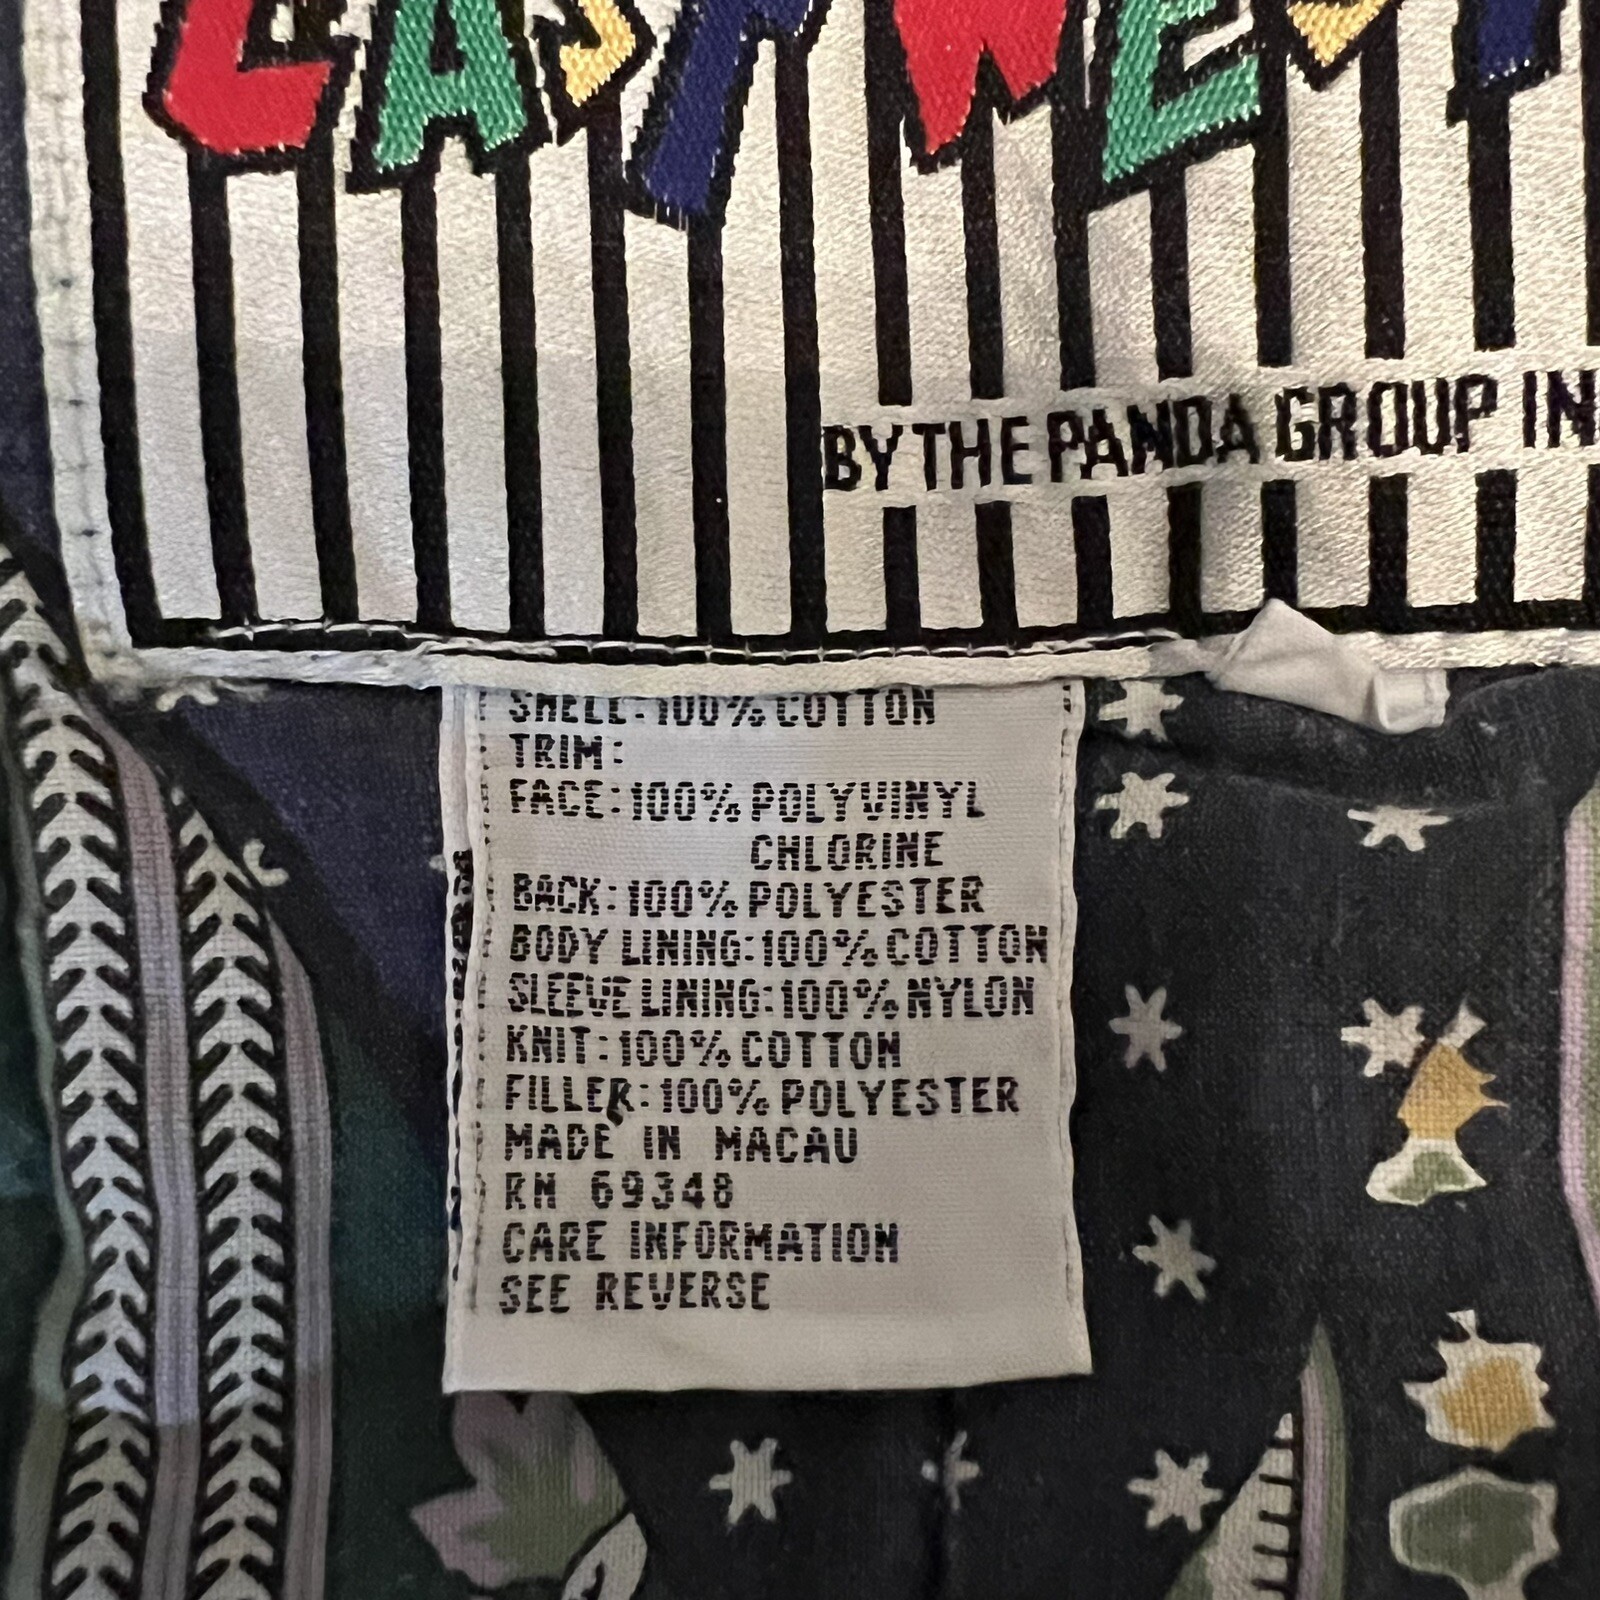 EAST WEST
BY THE PANDA GROUP IN
SHELL: 100% COTTON
TRIM:
FACE: 100% POLYVINYL
CHLORINE
BACK: 100% POLYESTER
BODY LINING: 100% COTTON
SLEEVE LINING: 100% NYLON
KNIT: 100% COTTON
FILLER: 100% POLYESTER
MADE IN MACAU
RN 69348
CARE INFORMATION
SEE REVERSE